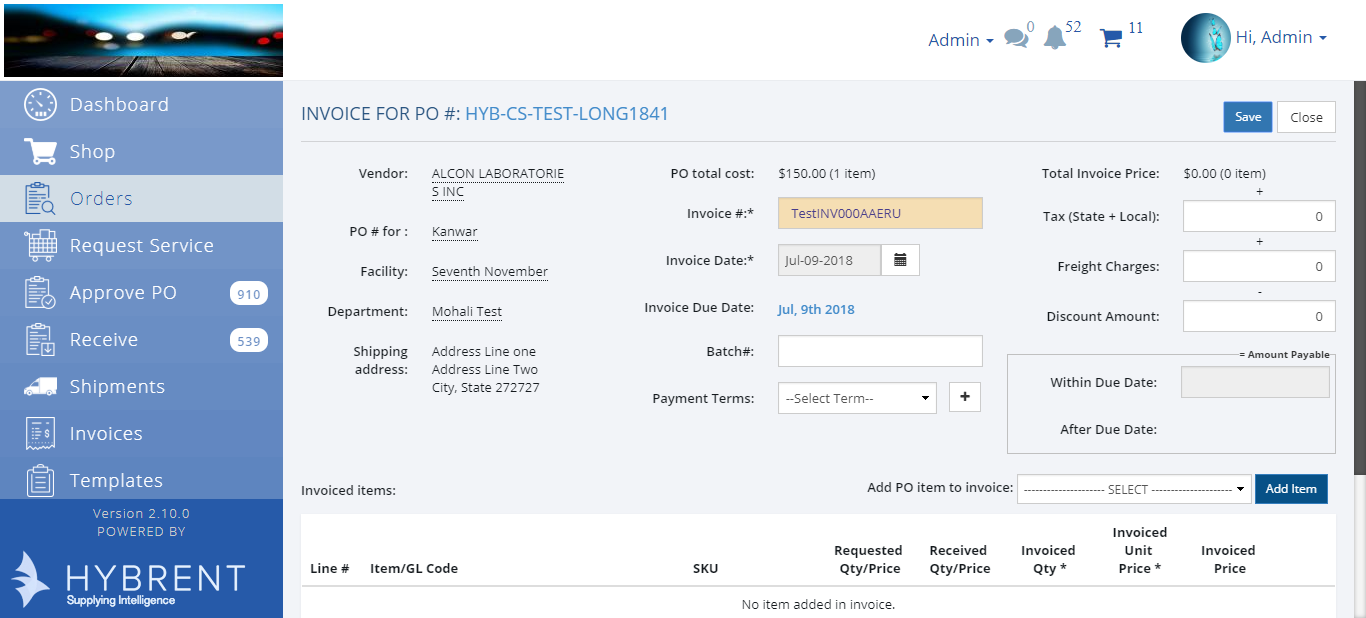 Admin
0
52
11
Hi, Admin
Dashboard
Shop
Orders
Request Service
Approve PO 910
Receive 539
Shipments
Invoices
Templates
Version 2.10.0
POWERED BY
HYBRENT
Supplying Intelligence
INVOICE FOR PO #: HYB-CS-TEST-LONG1841
Save
Close
Vendor: ALCON LABORATORIE
S INC
PO # for : Kanwar
Facility: Seventh November
Department: Mohali Test
Shipping
address:
Address Line one
Address Line Two
City, State 272727
PO total cost: $150.00 (1 item)
Invoice #:* TestINV000AAERU
Invoice Date:* Jul-09-2018
Invoice Due Date: Jul, 9th 2018
Batch#:
Payment Terms: --Select Term-- +
Total Invoice Price: $0.00 (0 item)
+
Tax (State + Local): 0
+
Freight Charges: 0
-
Discount Amount: 0
= Amount Payable
Within Due Date:
After Due Date:
Invoiced items:
Add PO item to invoice: --------------------- SELECT ---------------------
Add Item
Line #
Item/GL Code
SKU
Requested
Qty/Price
Received
Qty/Price
Invoiced
Qty *
Invoiced
Unit
Price *
Invoiced
Price
No item added in invoice.